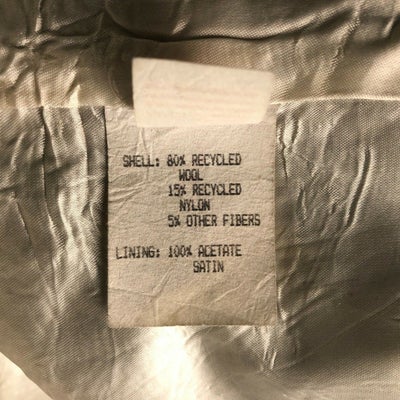 SHELL: 80% RECYCLED
WOOL
15% RECYCLED
NYLON
5% OTHER FIBERS
LINING: 100% ACETATE
SATIN